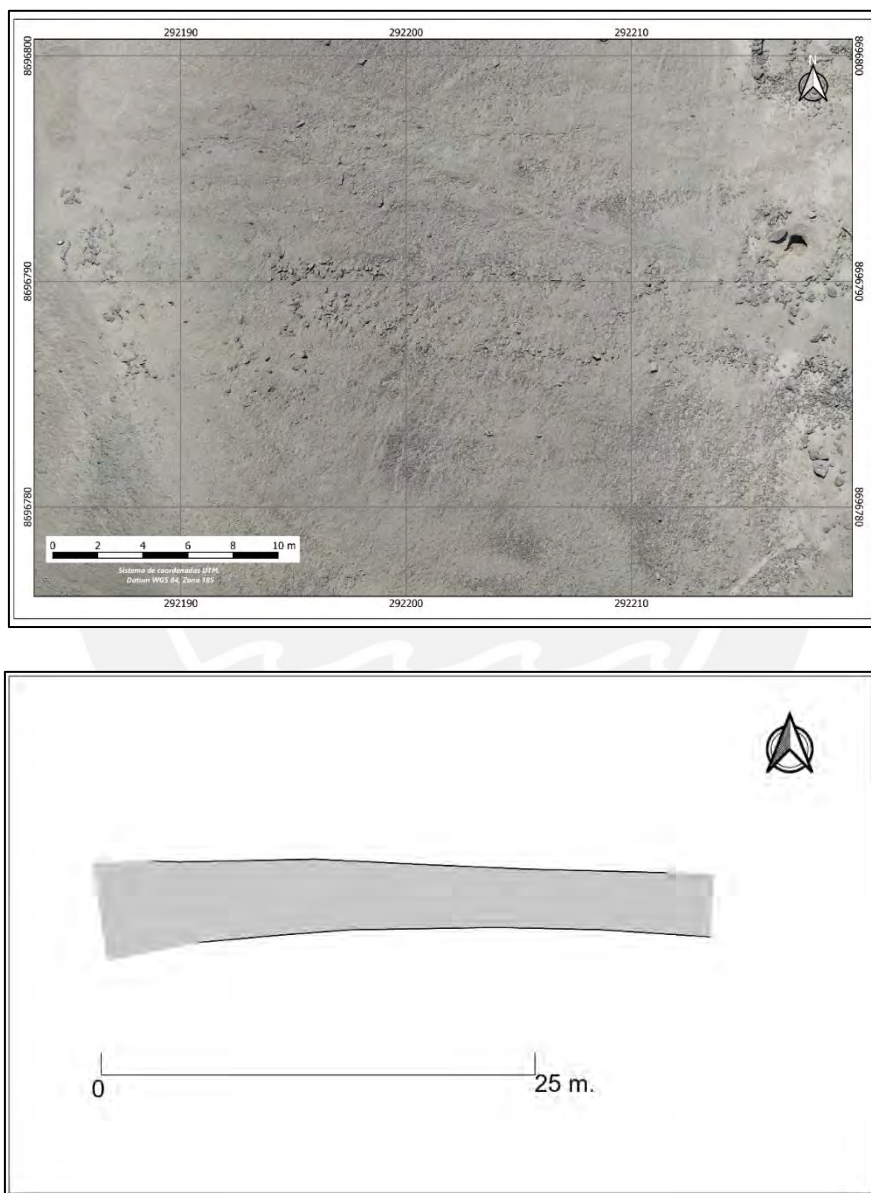 292190 292200 292210
8696800 8696800
N
8696790 8696790
8696780 8696780
0 2 4 6 8 10 m
Sistema de coordenadas UTM.
Datum WGS 84, Zona 18S
292190 292200 292210
0 25 m.